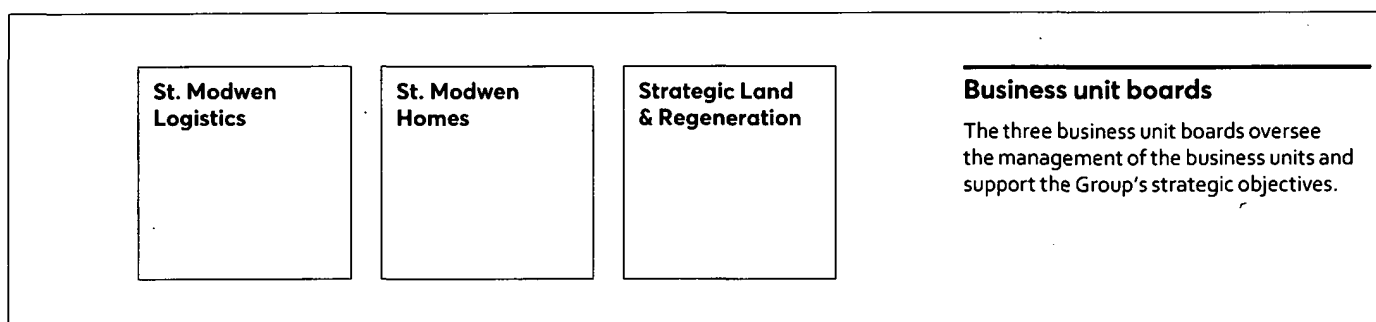 St. Modwen
Logistics
St. Modwen
Homes
Strategic Land
& Regeneration
Business unit boards
The three business unit boards oversee
the management of the business units and
support the Group's strategic objectives.